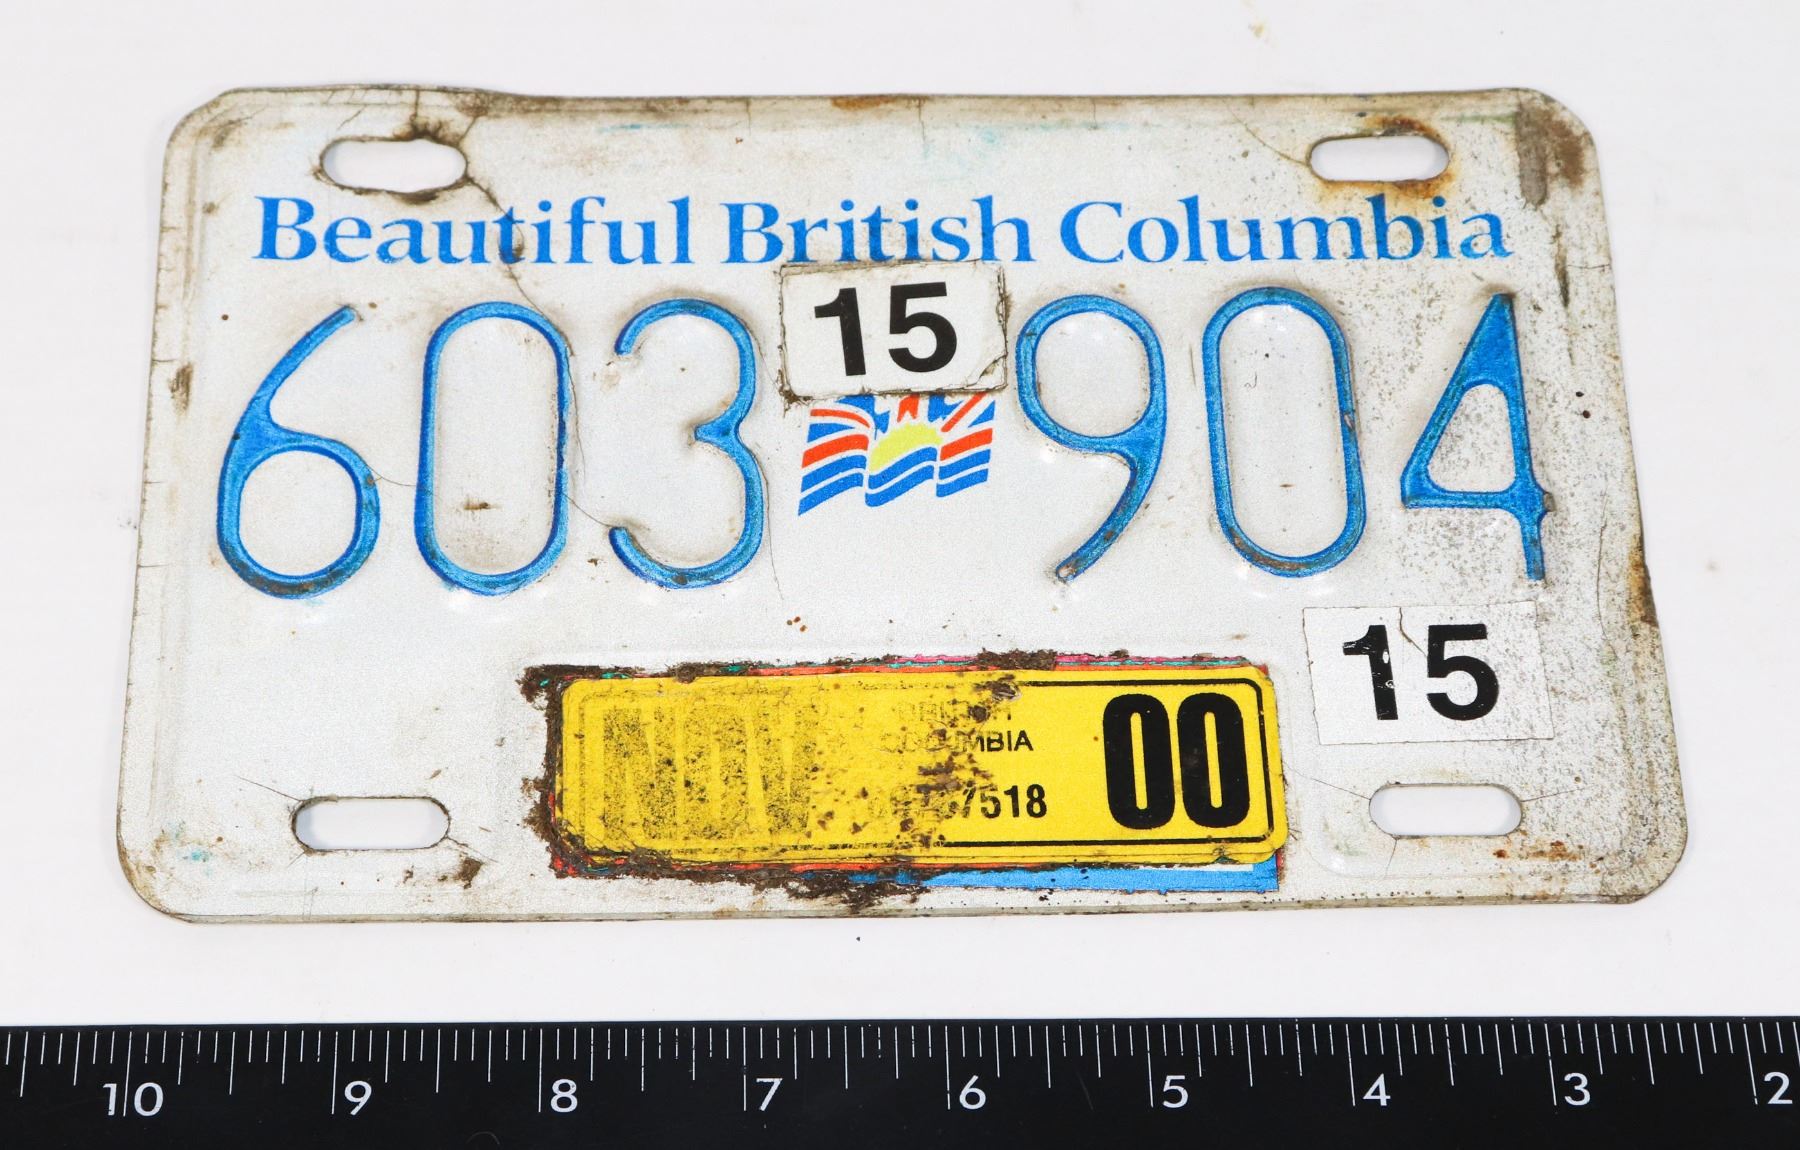 Beautiful British Columbia
603 15 904
15
NOV BRITISH
COLUMBIA
7518 00
10 9 8 7 6 5 4 3 2